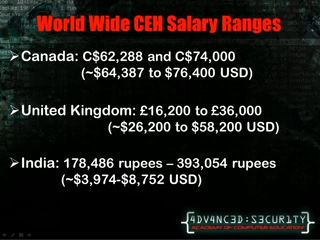 World Wide CEH Salary Ranges
➢Canada: C$62,288 and C$74,000
(~$64,387 to $76,400 USD)
➢United Kingdom: £16,200 to £36,000
(~$26,200 to $58,200 USD)
➢India: 178,486 rupees – 393,054 rupees
(~$3,974-$8,752 USD)
4DV4NC3D:S3CUR1TY
ACADEMY OF COMPUTER EDUCATION